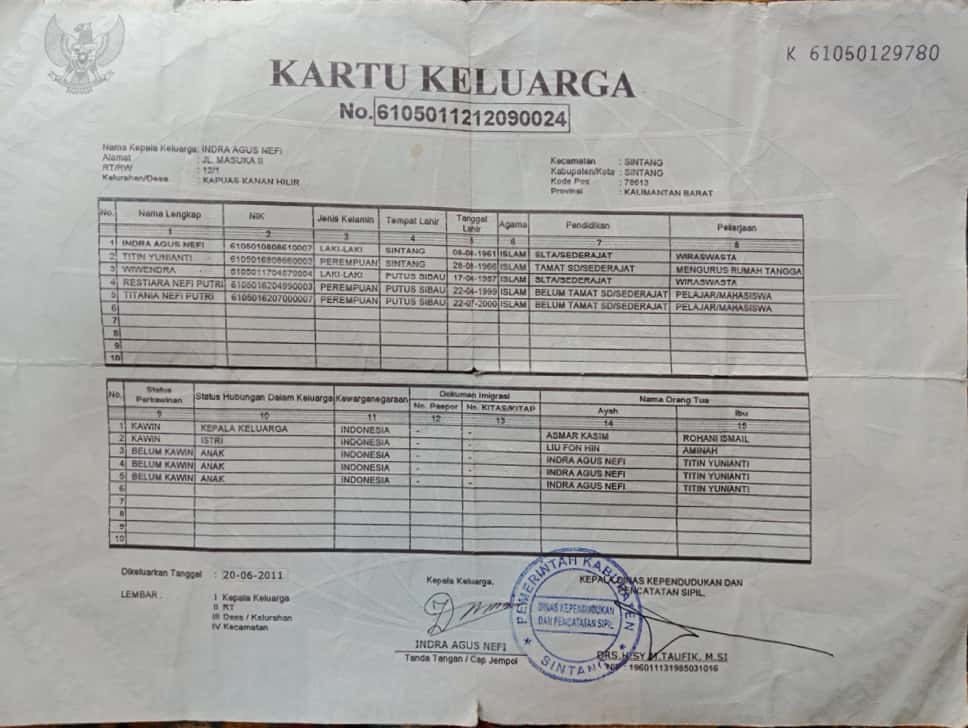 K 61050129780
KARTU KELUARGA
No. 6105011212090024
Nama Kepala Keluarga : INDRA AGUS NEFI
Alamat : JL. MASUKA II
RT/RW : 12/1
Kelurahan/Desa : KAPUAS KANAN HILIR
Kecamatan : SINTANG
Kabupaten/Kota : SINTANG
Kode Pos : 78613
Provinsi : KALIMANTAN BARAT
No. Nama Lengkap NIK Jenis Kelamin Tempat Lahir Tanggal Lahir Agama Pendidikan Pekerjaan
1 2 3 4 5 6 7 8
1 INDRA AGUS NEFI 6105010808610007 LAKI-LAKI SINTANG 08-08-1961 ISLAM SLTA/SEDERAJAT WIRASWASTA
2 TITIN YUNIANTI PEREMPUAN SINTANG ISLAM TAMAT SD/SEDERAJAT MENGURUS RUMAH TANGGA
3 WIWENDRA LAKI-LAKI PUTUS SIBAU 17-04-1987 ISLAM SLTA/SEDERAJAT WIRASWASTA
4 RESTIARA NEFI PUTRI 6105016204990003 PEREMPUAN PUTUS SIBAU 22-04-1999 ISLAM BELUM TAMAT SD/SEDERAJAT PELAJAR/MAHASISWA
5 TITANIA NEFI PUTRI 6105016207000007 PEREMPUAN PUTUS SIBAU 22-07-2000 ISLAM BELUM TAMAT SD/SEDERAJAT PELAJAR/MAHASISWA
6
7
8
9
10
No. Status Perkawinan Status Hubungan Dalam Keluarga Kewarganegaraan Dokumen Imigrasi Nama Orang Tua
No. Paspor No. KITAS/KITAP Ayah Ibu
9 10 11 12 13 14 15
1 KAWIN KEPALA KELUARGA INDONESIA - - ASMAR KASIM ROHANI ISMAIL
2 KAWIN ISTRI INDONESIA - - LIU FON HIN AMINAH
3 BELUM KAWIN ANAK INDONESIA - - INDRA AGUS NEFI TITIN YUNIANTI
4 BELUM KAWIN ANAK INDONESIA - - INDRA AGUS NEFI TITIN YUNIANTI
5 BELUM KAWIN ANAK INDONESIA - - INDRA AGUS NEFI TITIN YUNIANTI
6
7
8
9
10
Dikeluarkan Tanggal : 20-06-2011
LEMBAR : I Kepala Keluarga
II RT
III Desa / Kelurahan
IV Kecamatan
Kepala Keluarga,
INDRA AGUS NEFI
Tanda Tangan / Cap Jempol
KEPALA DINAS KEPENDUDUKAN DAN
PENCATATAN SIPIL,
PEMERINTAH KABUPATEN
DINAS KEPENDUDUKAN
DAN PENCATATAN SIPIL
SINTANG
M.TAUFIK, M.SI
NIP : 196011131985031016